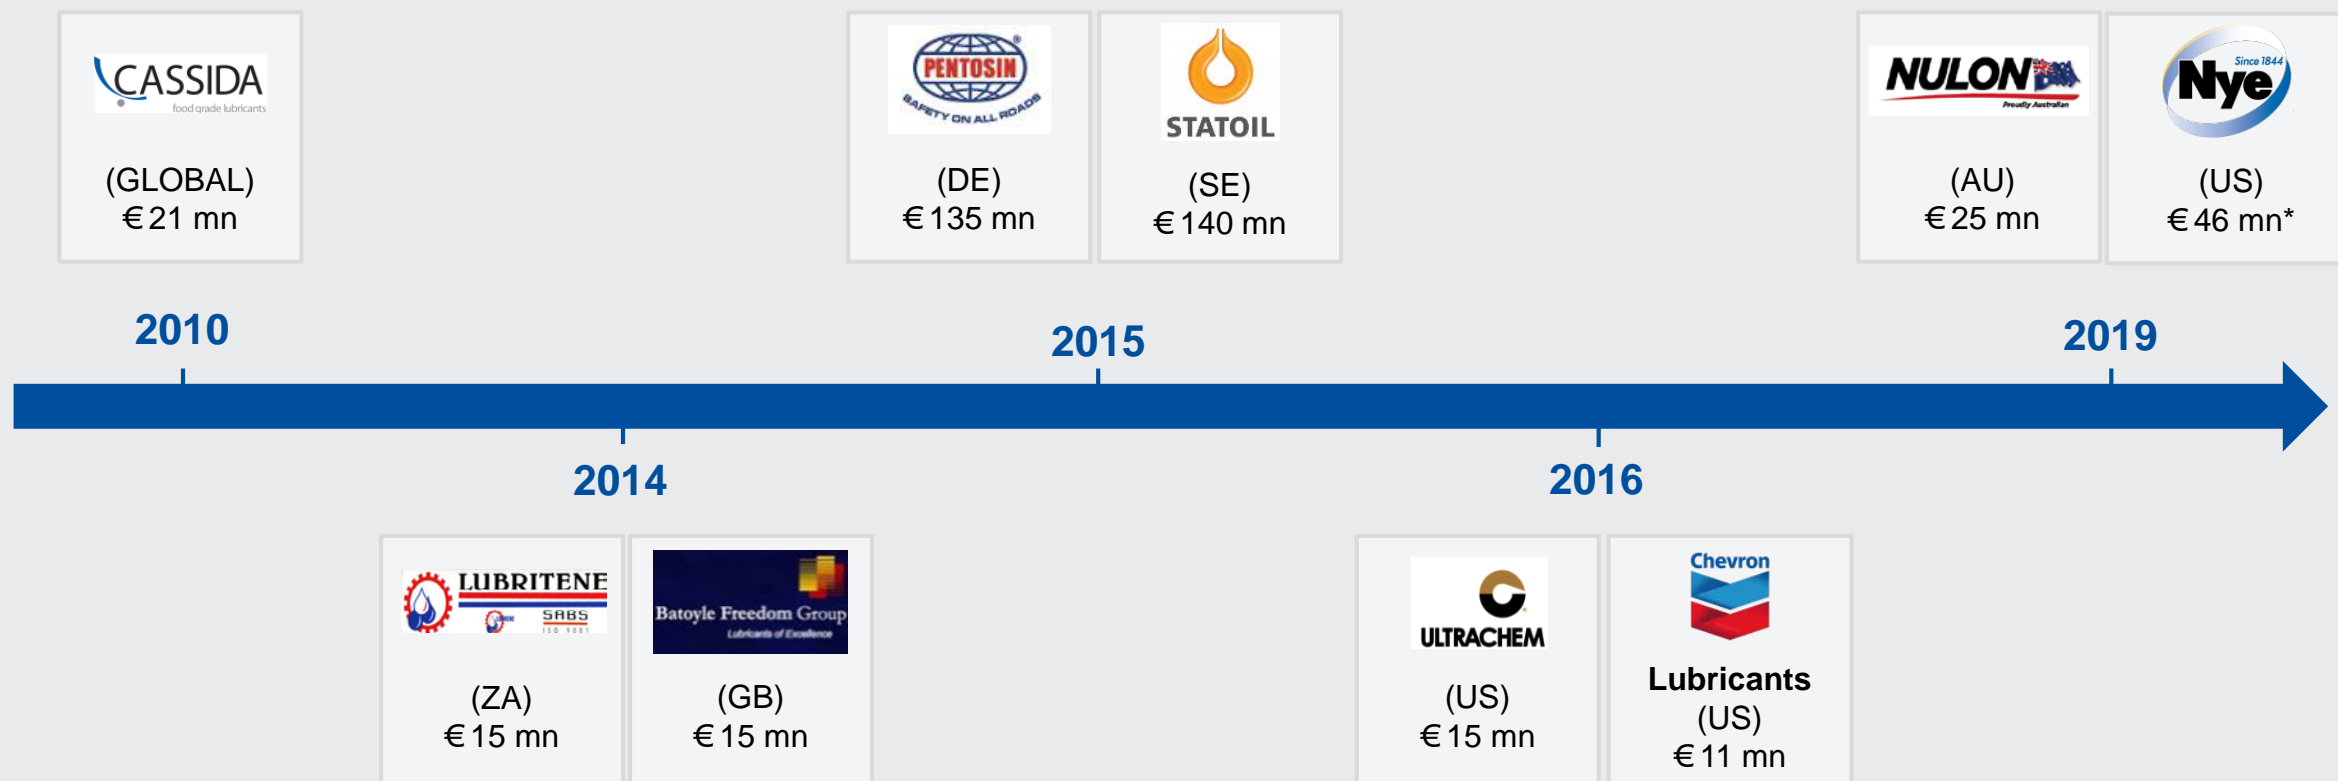 CASSIDA
food grade lubricants
(GLOBAL)
€ 21 mn
PENTOSIN
®
SAFETY ON ALL ROADS
(DE)
€ 135 mn
STATOIL
(SE)
€ 140 mn
NULON
Proudly Australian
(AU)
€ 25 mn
Since 1844
Nye
(US)
€ 46 mn*
2010
2015
2019
2014
2016
LUBRITENE
SABS
ISO 9001
(ZA)
€ 15 mn
Batoyle Freedom Group
Lubricants of Excellence
(GB)
€ 15 mn
ULTRACHEM
(US)
€ 15 mn
Chevron
Lubricants
(US)
€ 11 mn